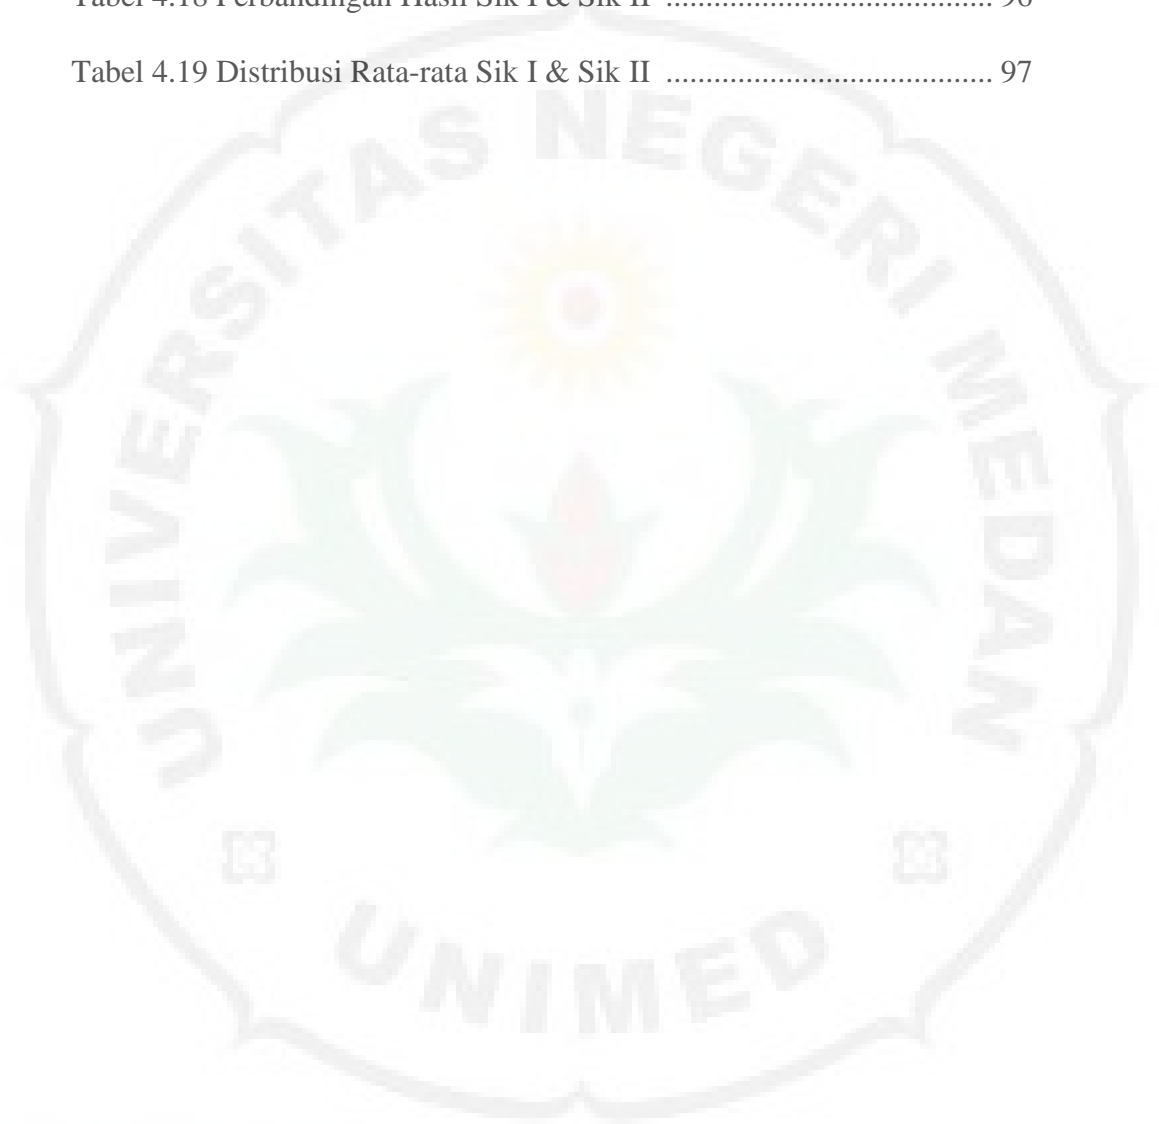 Tabel 4.18 Perbandingan Hasil Sik I & Sik II ......................................... 96
Tabel 4.19 Distribusi Rata-rata Sik I & Sik II ......................................... 97
UNIVERSITAS NEGERI MEDAN
UNIMED